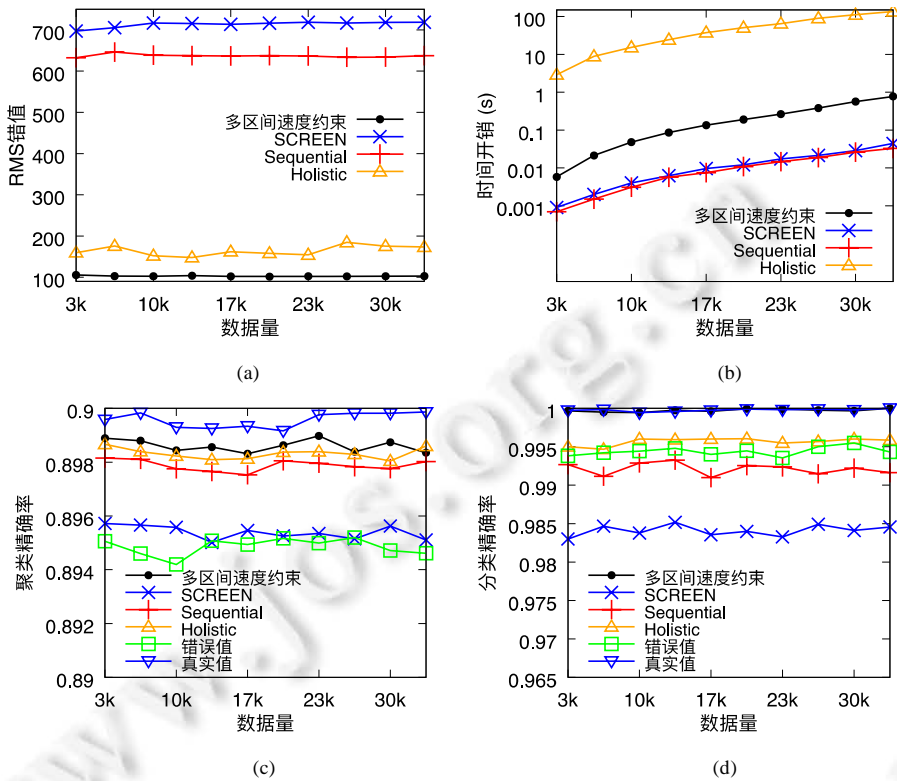 RMS错值
700
600
500
400
300
200
100
3k
10k
17k
23k
30k
数据量
多区间速度约束
SCREEN
Sequential
Holistic
(a)
时间开销 (s)
100
10
1
0.1
0.01
0.001
3k
10k
17k
23k
30k
数据量
多区间速度约束
SCREEN
Sequential
Holistic
(b)
聚类精确率
0.9
0.898
0.896
0.894
0.892
0.89
3k
10k
17k
23k
30k
数据量
多区间速度约束
SCREEN
Sequential
Holistic
错误值
真实值
(c)
分类精确率
1
0.995
0.99
0.985
0.98
0.975
0.97
0.965
3k
10k
17k
23k
30k
数据量
多区间速度约束
SCREEN
Sequential
Holistic
错误值
真实值
(d)
www.jos.org.cn